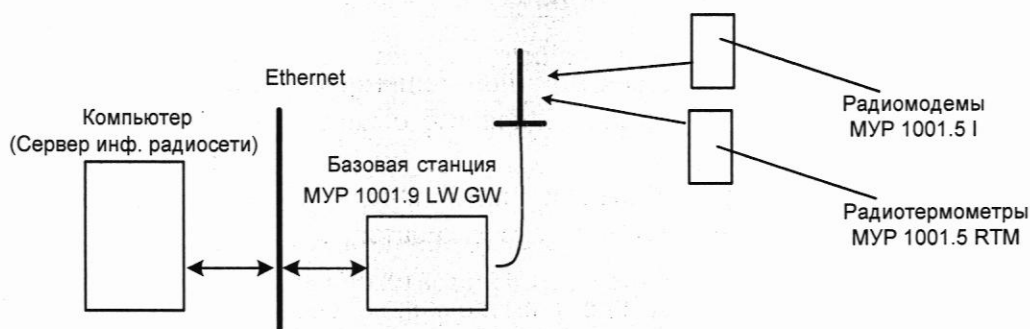 Ethernet
Компьютер
(Сервер инф. радиосети)
Базовая станция
МУР 1001.9 LW GW
Радиомодемы
МУР 1001.5 I
Радиотермометры
МУР 1001.5 RTM